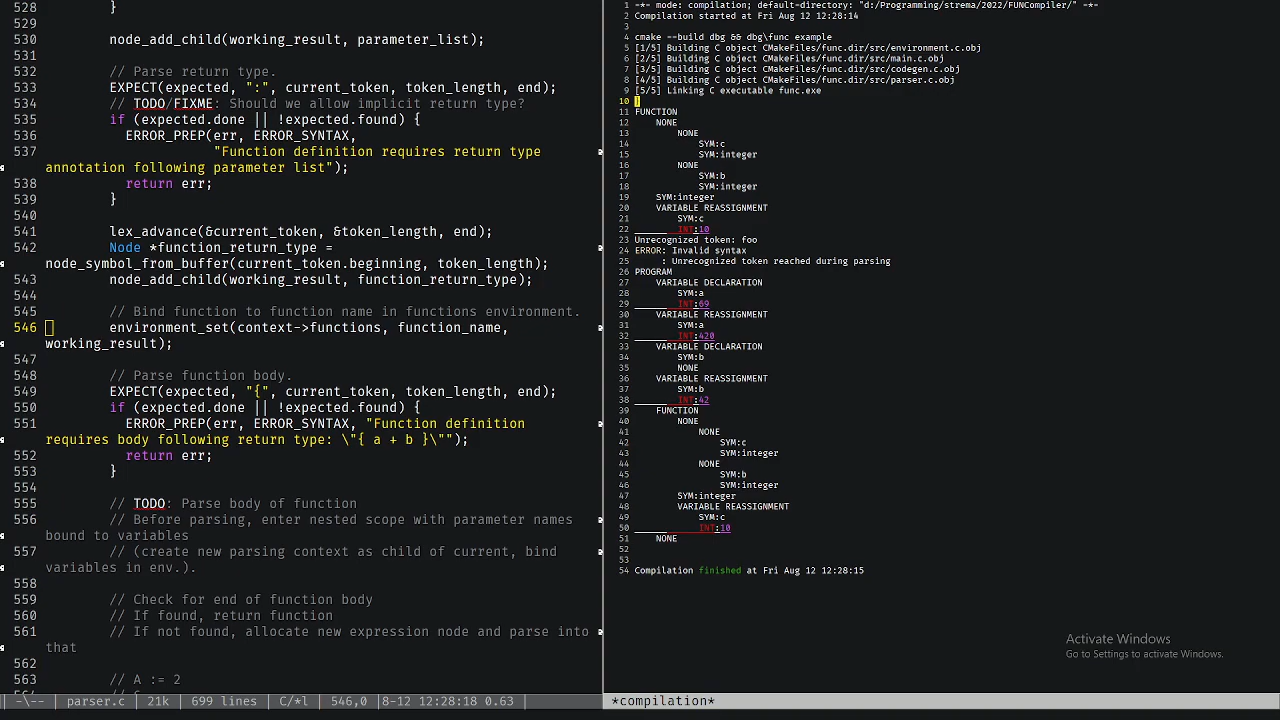 528         }
529
530         node_add_child(working_result, parameter_list);
531
532         // Parse return type.
533         EXPECT(expected, ":", current_token, token_length, end);
534         // TODO/FIXME: Should we allow implicit return type?
535         if (expected.done || !expected.found) {
536           ERROR_PREP(err, ERROR_SYNTAX,
537                      "Function definition requires return type
annotation following parameter list");
538           return err;
539         }
540
541         lex_advance(&current_token, &token_length, end);
542         Node *function_return_type =
node_symbol_from_buffer(current_token.beginning, token_length);
543         node_add_child(working_result, function_return_type);
544
545         // Bind function to function name in functions environment.
546         environment_set(context->functions, function_name,
working_result);
547
548         // Parse function body.
549         EXPECT(expected, "{", current_token, token_length, end);
550         if (expected.done || !expected.found) {
551           ERROR_PREP(err, ERROR_SYNTAX, "Function definition
requires body following return type: \"{ a + b }\"");
552           return err;
553         }
554
555         // TODO: Parse body of function
556         // Before parsing, enter nested scope with parameter names
bound to variables
557         // (create new parsing context as child of current, bind
variables in env.).
558
559         // Check for end of function body
560         // If found, return function
561         // If not found, allocate new expression node and parse into
that
562
563         // A := 2
-\--  parser.c  21k  699 lines  C/*l  546,0  8-12 12:28:18 0.63
1 -*- mode: compilation; default-directory: "d:/Programming/strema/2022/FUNCompiler/" -*-
2 Compilation started at Fri Aug 12 12:28:14
3
4 cmake --build dbg && dbg\func example
5 [1/5] Building C object CMakeFiles/func.dir/src/environment.c.obj
6 [2/5] Building C object CMakeFiles/func.dir/src/main.c.obj
7 [3/5] Building C object CMakeFiles/func.dir/src/codegen.c.obj
8 [4/5] Building C object CMakeFiles/func.dir/src/parser.c.obj
9 [5/5] Linking C executable func.exe
10 }
11 FUNCTION
12     NONE
13         NONE
14             SYM:c
15             SYM:integer
16         NONE
17             SYM:b
18             SYM:integer
19     SYM:integer
20     VARIABLE REASSIGNMENT
21         SYM:c
22         INT:10
23 Unrecognized token: foo
24 ERROR: Invalid syntax
25      : Unrecognized token reached during parsing
26 PROGRAM
27     VARIABLE DECLARATION
28         SYM:a
29         INT:69
30     VARIABLE REASSIGNMENT
31         SYM:a
32         INT:420
33     VARIABLE DECLARATION
34         SYM:b
35         NONE
36     VARIABLE REASSIGNMENT
37         SYM:b
38         INT:42
39     FUNCTION
40         NONE
41             NONE
42                 SYM:c
43                 SYM:integer
44             NONE
45                 SYM:b
46                 SYM:integer
47         SYM:integer
48         VARIABLE REASSIGNMENT
49             SYM:c
50             INT:10
51     NONE
52
53
54 Compilation finished at Fri Aug 12 12:28:15
Activate Windows
Go to Settings to activate Windows.
*compilation*